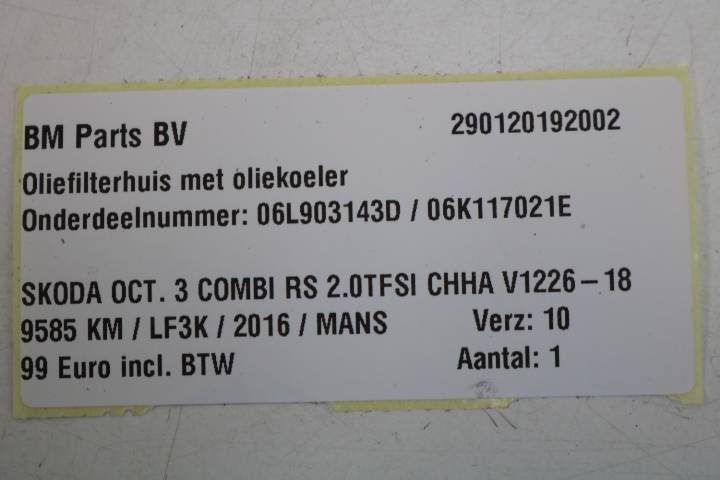 BM Parts BV 290120192002
Oliefilterhuis met oliekoeler
Onderdeelnummer: 06L903143D / 06K117021E
SKODA OCT. 3 COMBI RS 2.0TFSI CHHA V1226-18
9585 KM / LF3K / 2016 / MANS Verz: 10
99 Euro incl. BTW Aantal: 1